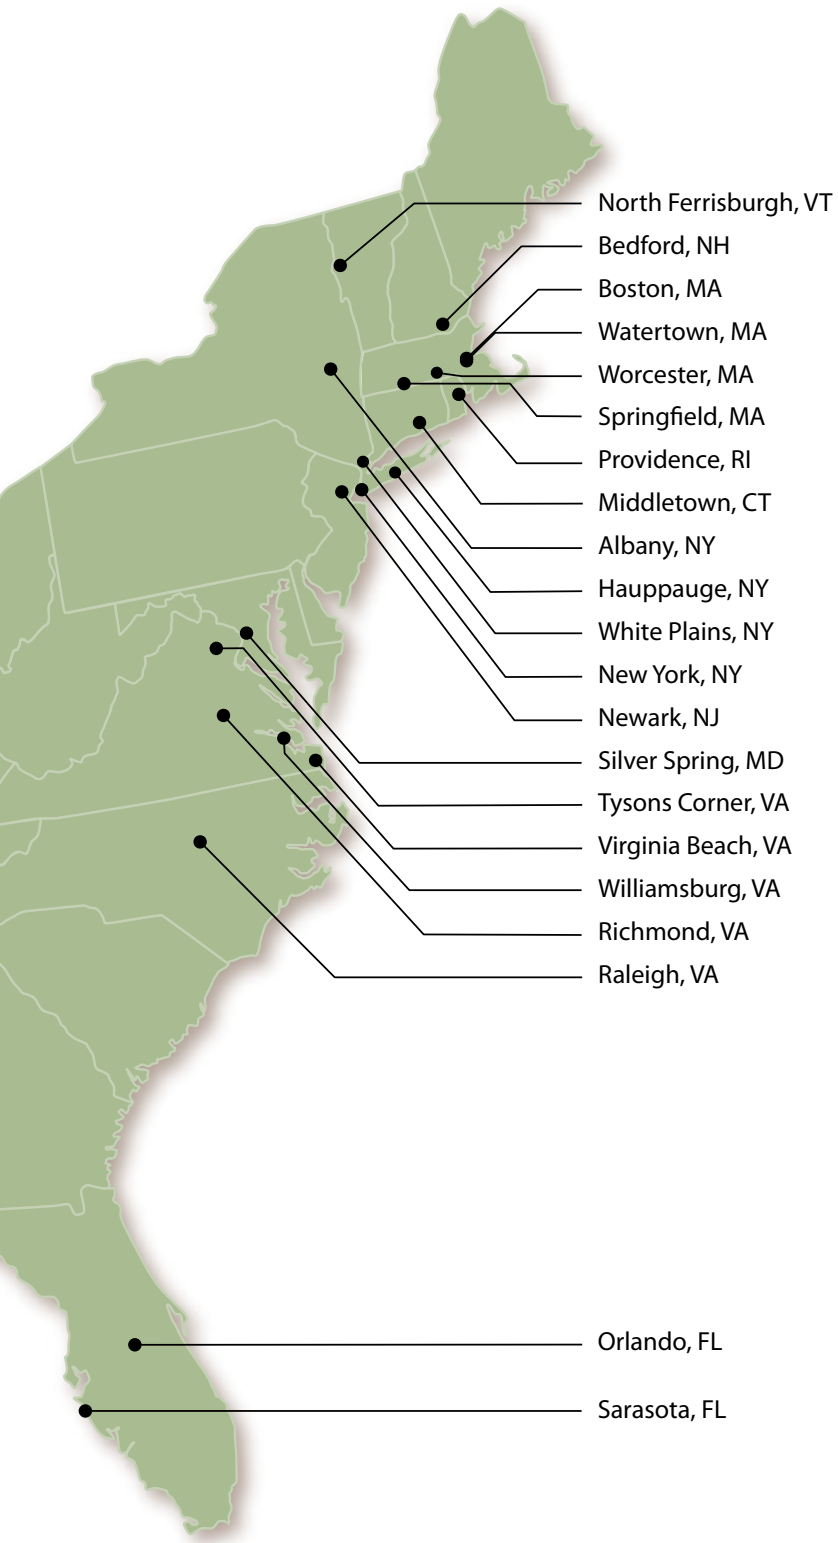 North Ferrisburgh, VT
Bedford, NH
Boston, MA
Watertown, MA
Worcester, MA
Springfield, MA
Providence, RI
Middletown, CT
Albany, NY
Hauppauge, NY
White Plains, NY
New York, NY
Newark, NJ
Silver Spring, MD
Tysons Corner, VA
Virginia Beach, VA
Williamsburg, VA
Richmond, VA
Raleigh, VA
Orlando, FL
Sarasota, FL